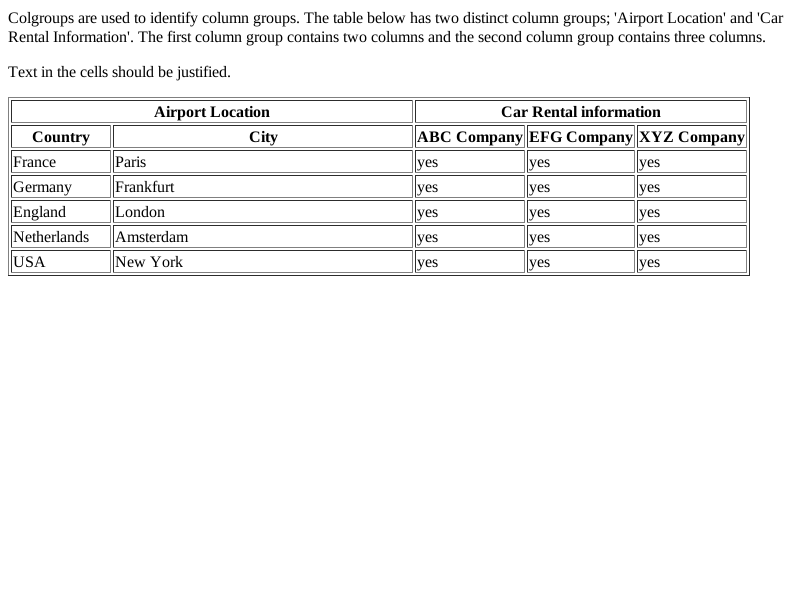 Colgroups are used to identify column groups. The table below has two distinct column groups; 'Airport Location' and 'Car
Rental Information'. The first column group contains two columns and the second column group contains three columns.
Text in the cells should be justified.
Airport Location Car Rental information
Country City ABC Company EFG Company XYZ Company
France Paris yes yes yes
Germany Frankfurt yes yes yes
England London yes yes yes
Netherlands Amsterdam yes yes yes
USA New York yes yes yes